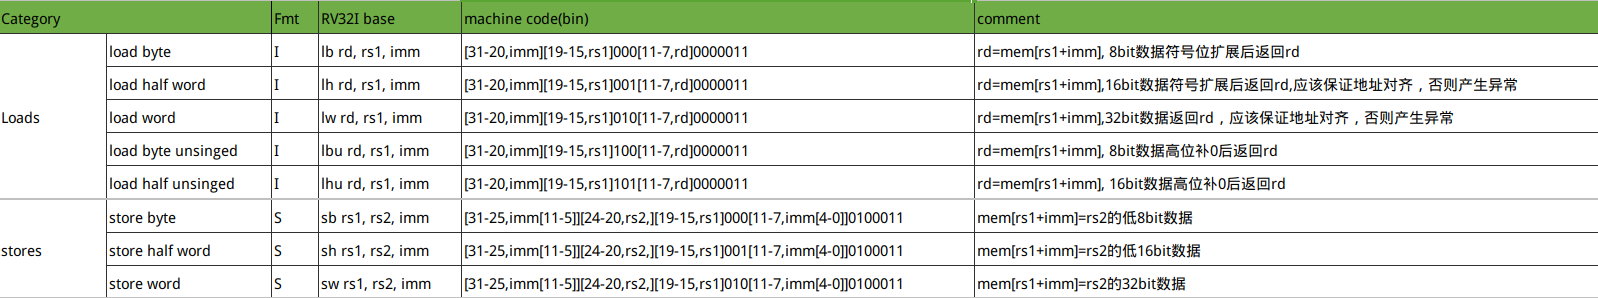 Category Fmt RV32I base machine code(bin) comment
load byte I lb rd, rs1, imm [31-20,imm][19-15,rs1]000[11-7,rd]0000011 rd=mem[rs1+imm], 8bit数据符号位扩展后返回rd
load half word I lh rd, rs1, imm [31-20,imm][19-15,rs1]001[11-7,rd]0000011 rd=mem[rs1+imm],16bit数据符号扩展后返回rd,应该保证地址对齐，否则产生异常
Loads load word I lw rd, rs1, imm [31-20,imm][19-15,rs1]010[11-7,rd]0000011 rd=mem[rs1+imm],32bit数据返回rd，应该保证地址对齐，否则产生异常
load byte unsinged I lbu rd, rs1, imm [31-20,imm][19-15,rs1]100[11-7,rd]0000011 rd=mem[rs1+imm], 8bit数据高位补0后返回rd
load half unsinged I lhu rd, rs1, imm [31-20,imm][19-15,rs1]101[11-7,rd]0000011 rd=mem[rs1+imm], 16bit数据高位补0后返回rd
store byte S sb rs1, rs2, imm [31-25,imm[11-5]][24-20,rs2,][19-15,rs1]000[11-7,imm[4-0]]0100011 mem[rs1+imm]=rs2的低8bit数据
stores store half word S sh rs1, rs2, imm [31-25,imm[11-5]][24-20,rs2,][19-15,rs1]001[11-7,imm[4-0]]0100011 mem[rs1+imm]=rs2的低16bit数据
store word S sw rs1, rs2, imm [31-25,imm[11-5]][24-20,rs2,][19-15,rs1]010[11-7,imm[4-0]]0100011 mem[rs1+imm]=rs2的32bit数据